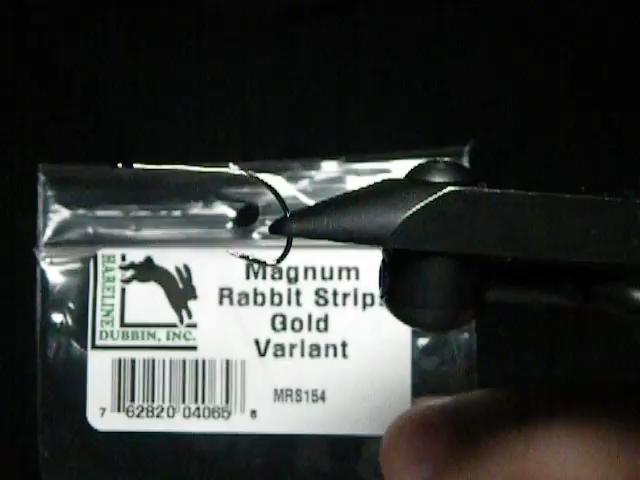 HARELINE
DUBBIN, INC.
Magnum
Rabbit Strips
Gold
Variant
MRS154
7 62820 04065 8